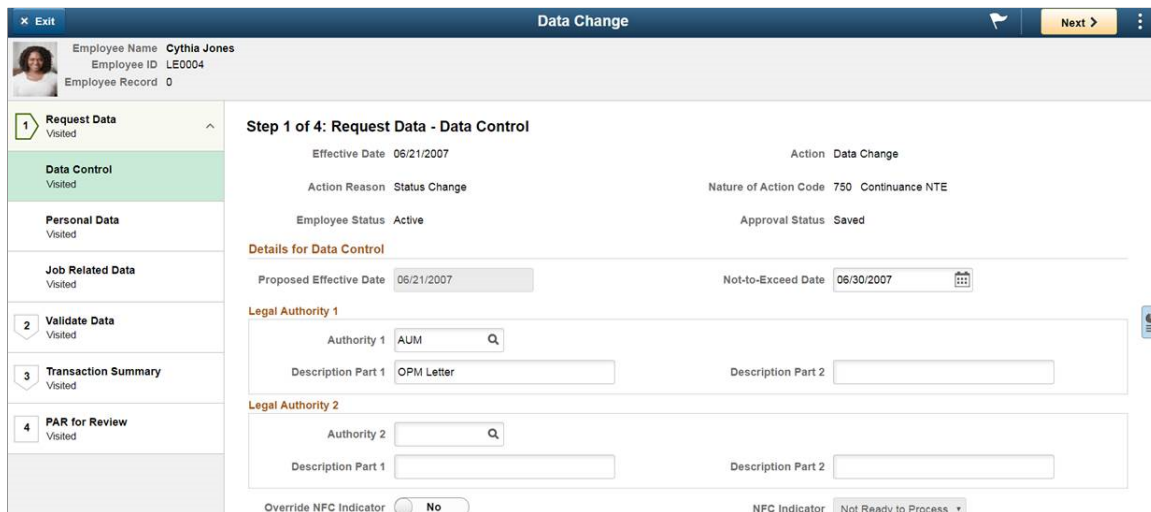 × Exit
Data Change
Next >
Employee Name Cythia Jones
Employee ID LE0004
Employee Record 0
1 Request Data
Visited
Data Control
Visited
Personal Data
Visited
Job Related Data
Visited
2 Validate Data
Visited
3 Transaction Summary
Visited
4 PAR for Review
Visited
Step 1 of 4: Request Data - Data Control
Effective Date 06/21/2007 Action Data Change
Action Reason Status Change Nature of Action Code 750 Continuance NTE
Employee Status Active Approval Status Saved
Details for Data Control
Proposed Effective Date 06/21/2007 Not-to-Exceed Date 06/30/2007
Legal Authority 1
Authority 1 AUM
Description Part 1 OPM Letter Description Part 2
Legal Authority 2
Authority 2
Description Part 1 Description Part 2
Override NFC Indicator No NFC Indicator Not Ready to Process